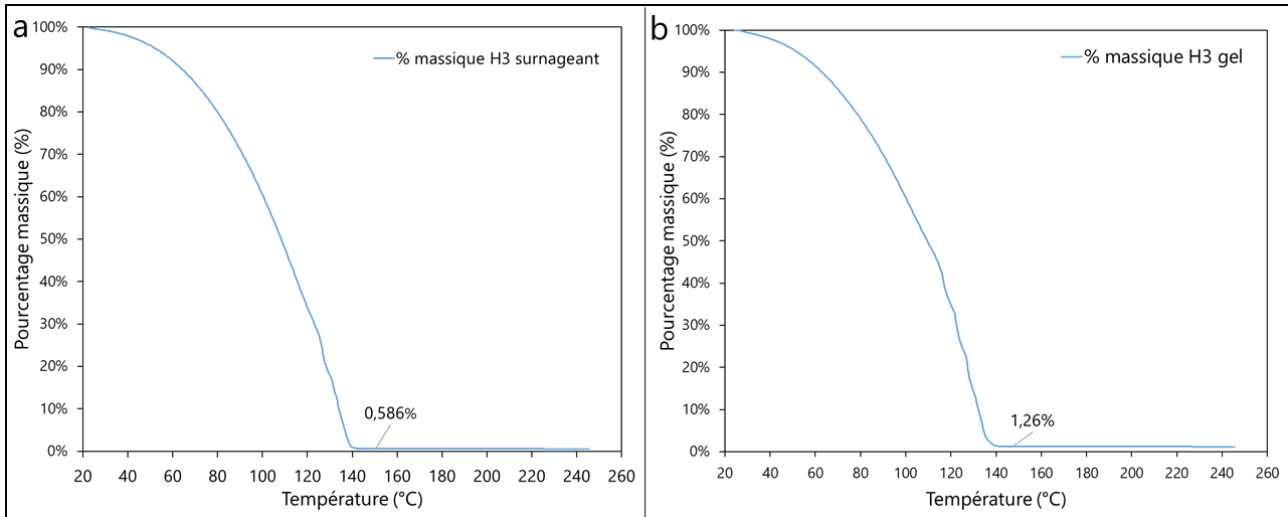 a
% massique H3 surnageant
Pourcentage massique (%)
100%
90%
80%
70%
60%
50%
40%
30%
20%
10%
0%
0,586%
20 40 60 80 100 120 140 160 180 200 220 240 260
Température (°C)
b
% massique H3 gel
Pourcentage massique (%)
100%
90%
80%
70%
60%
50%
40%
30%
20%
10%
0%
1,26%
20 40 60 80 100 120 140 160 180 200 220 240 260
Température (°C)